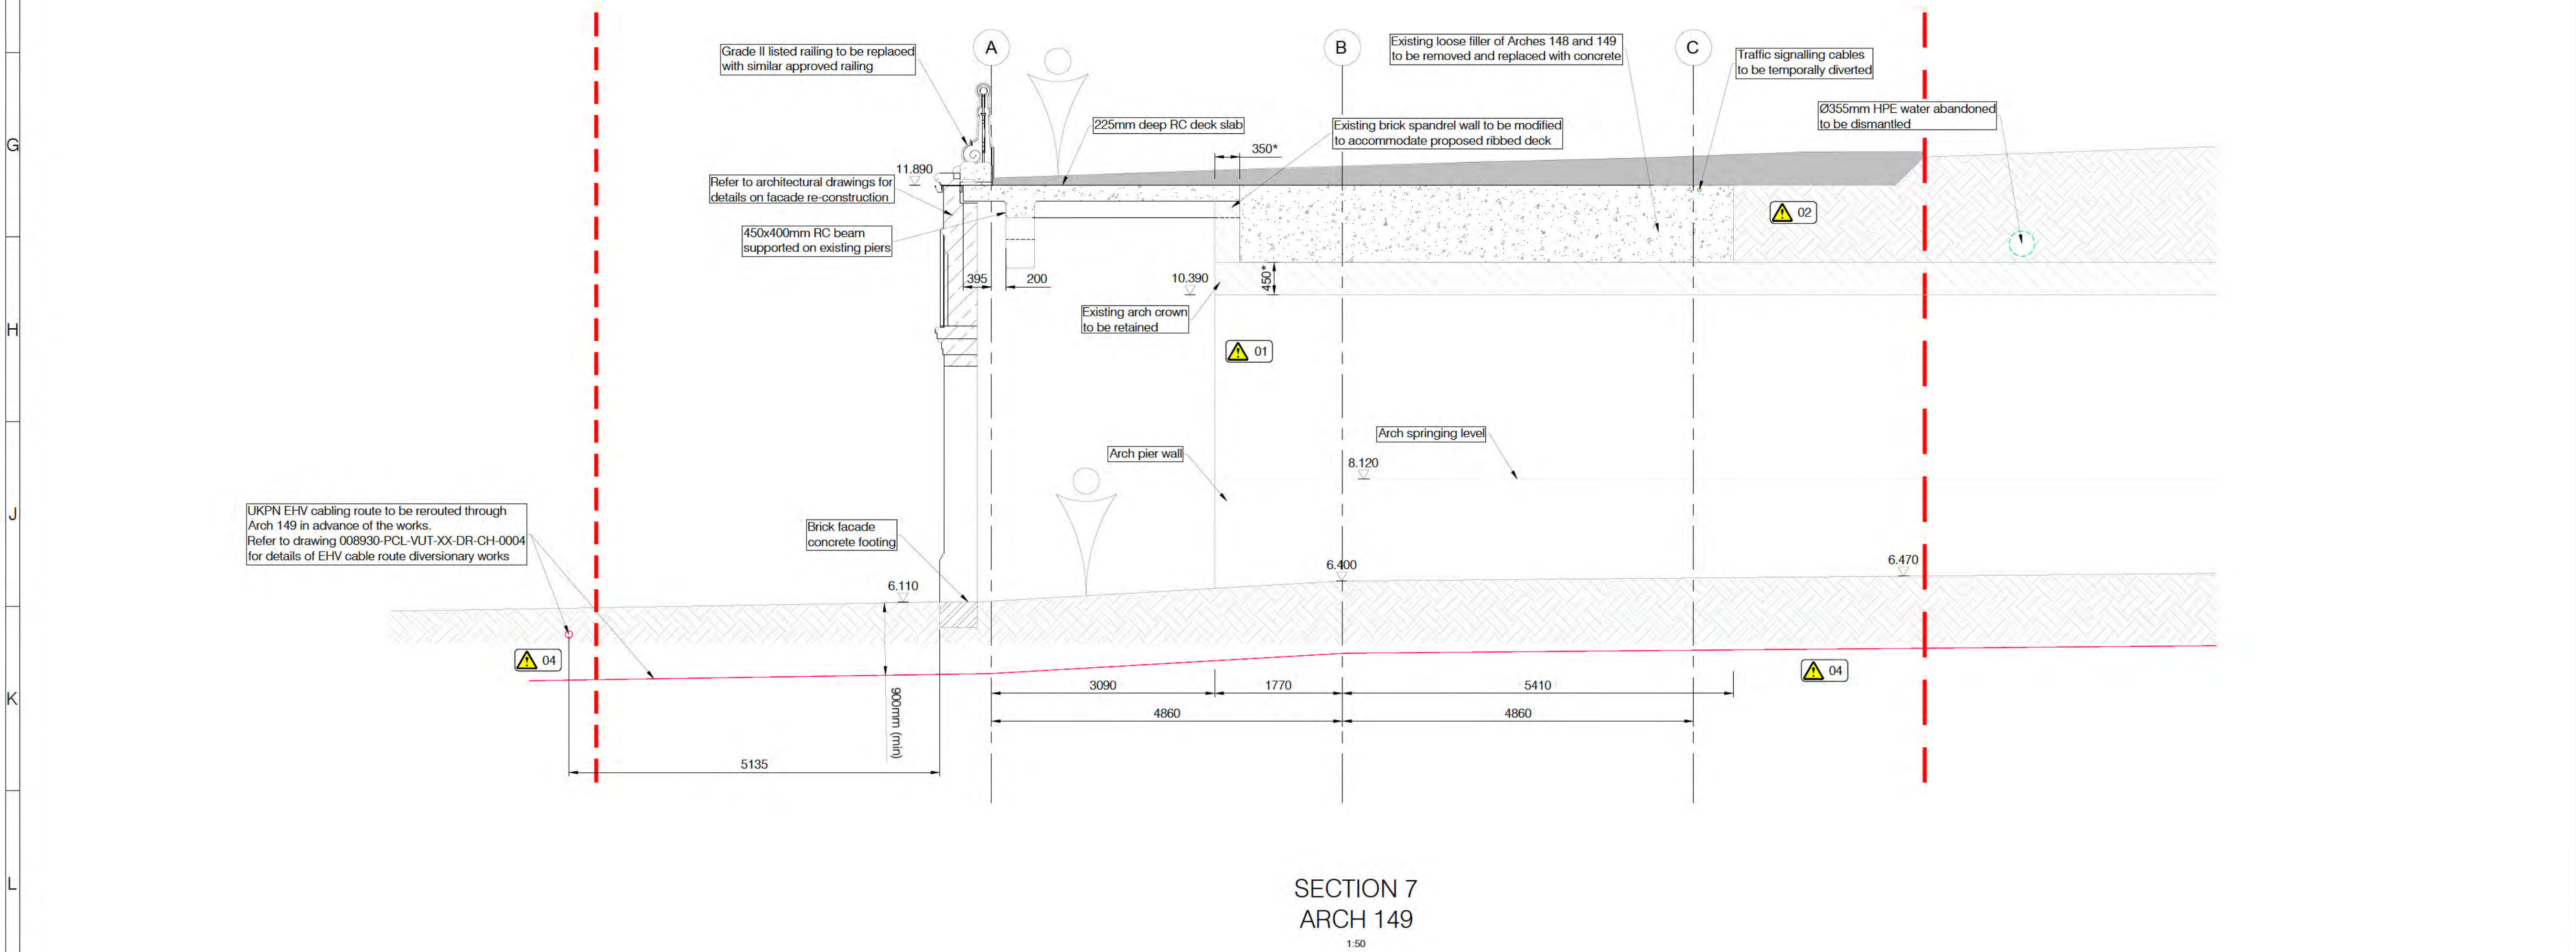 G
H
J
K
L
A
B
C
Grade II listed railing to be replaced
with similar approved railing
Existing loose filler of Arches 148 and 149
to be removed and replaced with concrete
Traffic signalling cables
to be temporally diverted
Ø355mm HPE water abandoned
to be dismantled
225mm deep RC deck slab
Existing brick spandrel wall to be modified
to accommodate proposed ribbed deck
350*
11.890
Refer to architectural drawings for
details on facade re-construction
450x400mm RC beam
supported on existing piers
02
395
200
10.390
450*
Existing arch crown
to be retained
01
Arch springing level
Arch pier wall
8.120
UKPN EHV cabling route to be rerouted through
Arch 149 in advance of the works.
Refer to drawing 008930-PCL-VUT-XX-DR-CH-0004
for details of EHV cable route diversionary works
Brick facade
concrete footing
6.110
6.400
6.470
04
04
900mm (min)
3090
1770
5410
4860
4860
5135
SECTION 7
ARCH 149
1:50